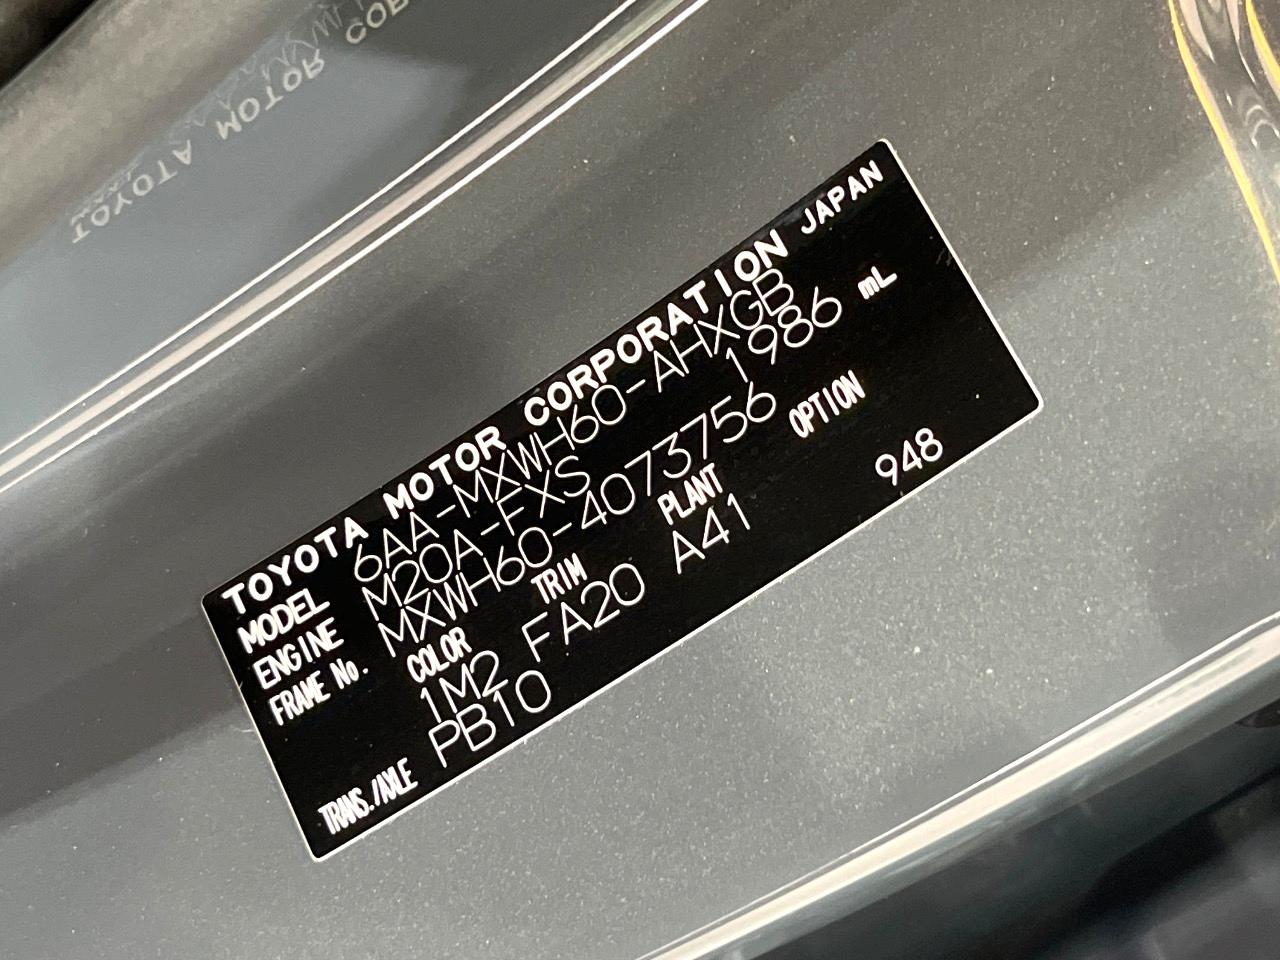 TOYOTA MOTOR CORPORATION JAPAN
MODEL 6AA-MXWH60-AHXGB
ENGINE M20A-FXS 1986 mL
FRAME No. MXWH60-4073756
COLOR TRIM PLANT OPTION
1M2 FA20 A41 948
TRANS./AXLE PB10
TOYOTA MOTOR COR